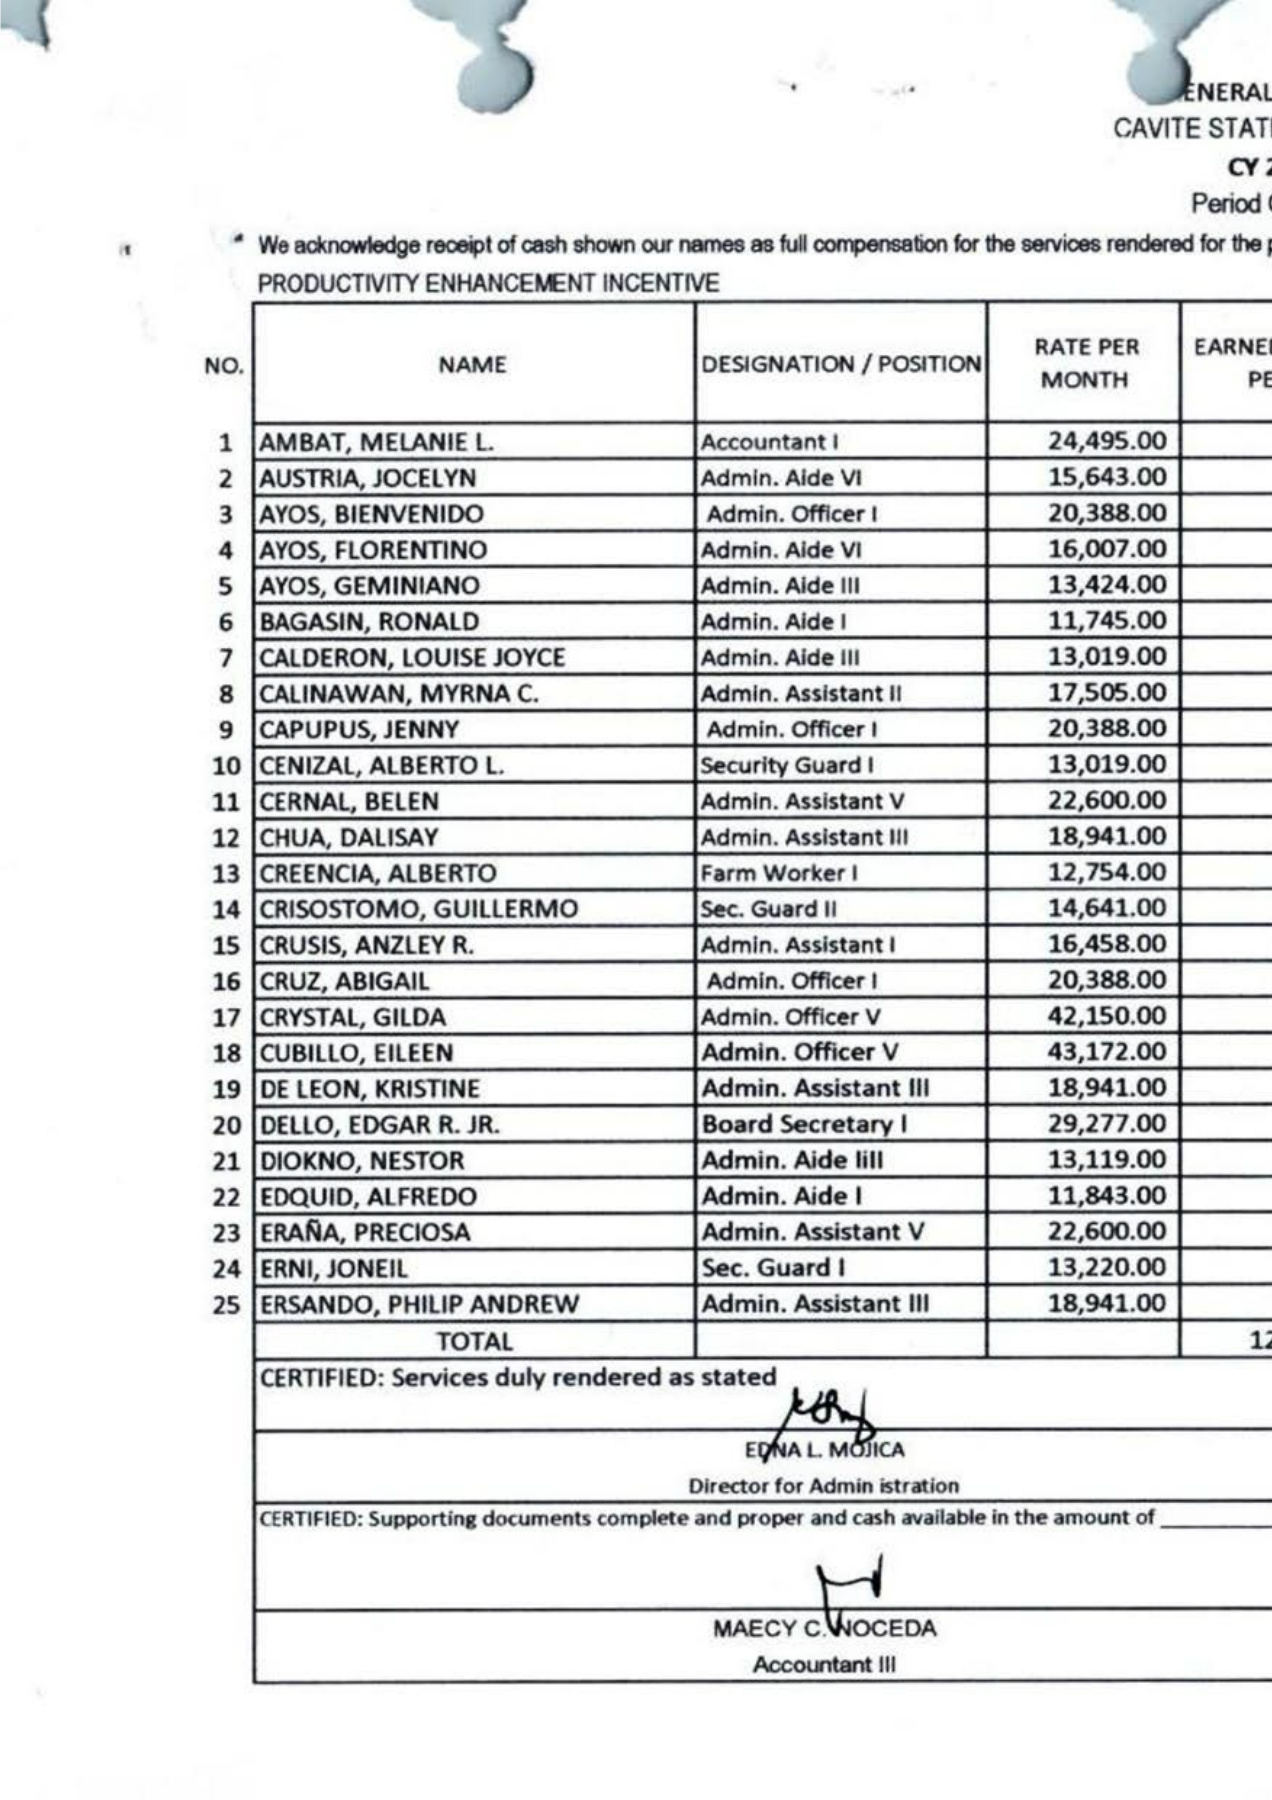 ENERAL
CAVITE STAT
CY 2
Period
We acknowledge receipt of cash shown our names as full compensation for the services rendered for the
PRODUCTIVITY ENHANCEMENT INCENTIVE
NO. NAME DESIGNATION / POSITION RATE PER MONTH EARNE PE
1 AMBAT, MELANIE L. Accountant I 24,495.00
2 AUSTRIA, JOCELYN Admin. Aide VI 15,643.00
3 AYOS, BIENVENIDO Admin. Officer I 20,388.00
4 AYOS, FLORENTINO Admin. Aide VI 16,007.00
5 AYOS, GEMINIANO Admin. Aide III 13,424.00
6 BAGASIN, RONALD Admin. Aide I 11,745.00
7 CALDERON, LOUISE JOYCE Admin. Aide III 13,019.00
8 CALINAWAN, MYRNA C. Admin. Assistant II 17,505.00
9 CAPUPUS, JENNY Admin. Officer I 20,388.00
10 CENIZAL, ALBERTO L. Security Guard I 13,019.00
11 CERNAL, BELEN Admin. Assistant V 22,600.00
12 CHUA, DALISAY Admin. Assistant III 18,941.00
13 CREENCIA, ALBERTO Farm Worker I 12,754.00
14 CRISOSTOMO, GUILLERMO Sec. Guard II 14,641.00
15 CRUSIS, ANZLEY R. Admin. Assistant I 16,458.00
16 CRUZ, ABIGAIL Admin. Officer I 20,388.00
17 CRYSTAL, GILDA Admin. Officer V 42,150.00
18 CUBILLO, EILEEN Admin. Officer V 43,172.00
19 DE LEON, KRISTINE Admin. Assistant III 18,941.00
20 DELLO, EDGAR R. JR. Board Secretary I 29,277.00
21 DIOKNO, NESTOR Admin. Aide IiII 13,119.00
22 EDQUID, ALFREDO Admin. Aide I 11,843.00
23 ERAÑA, PRECIOSA Admin. Assistant V 22,600.00
24 ERNI, JONEIL Sec. Guard I 13,220.00
25 ERSANDO, PHILIP ANDREW Admin. Assistant III 18,941.00
TOTAL 12
CERTIFIED: Services duly rendered as stated
EDNA L. MOJICA
Director for Admin istration
CERTIFIED: Supporting documents complete and proper and cash available in the amount of
MAECY C. NOCEDA
Accountant III